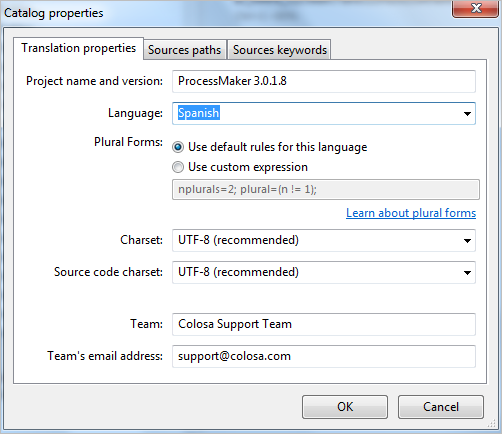 Catalog properties
Translation properties
Sources paths
Sources keywords
Project name and version: ProcessMaker 3.0.1.8
Language: Spanish
Plural Forms: Use default rules for this language
Use custom expression
nplurals=2; plural=(n != 1);
Learn about plural forms
Charset: UTF-8 (recommended)
Source code charset: UTF-8 (recommended)
Team: Colosa Support Team
Team's email address: support@colosa.com
OK
Cancel